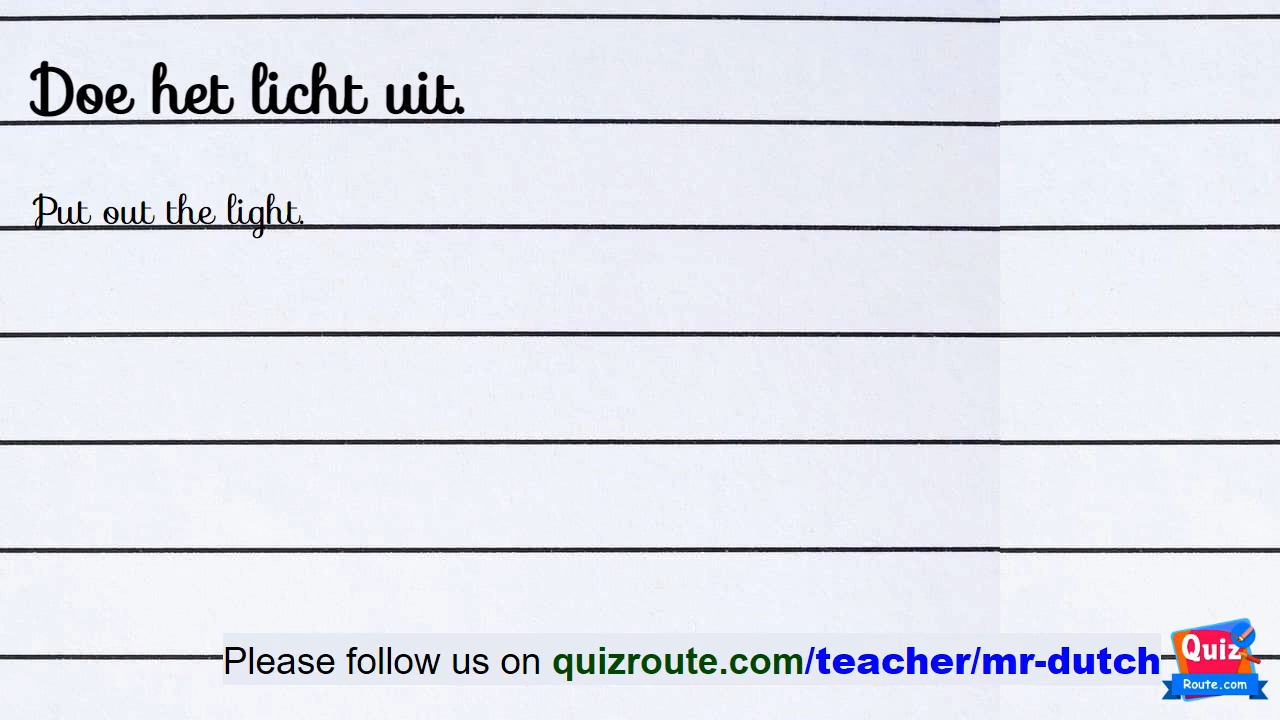 Doe het licht uit.
Put out the light.
Please follow us on quizroute.com/teacher/mr-dutch
Quiz
Route.com